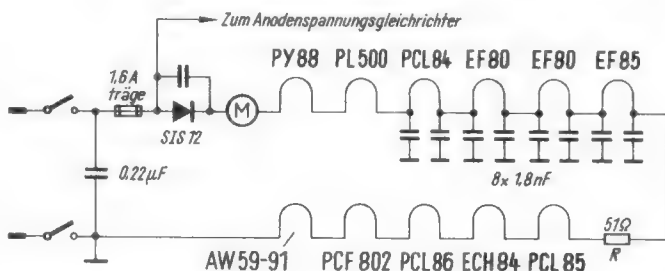 Zum Anodenspannungsgleichrichter
PY88 PL500 PCL84 EF80 EF80 EF85
1,6A
träge
M
SIS 12
8x 1,8nF
0,22µF
51Ω
R
AW59-91 PCF 802 PCL86 ECH84 PCL85